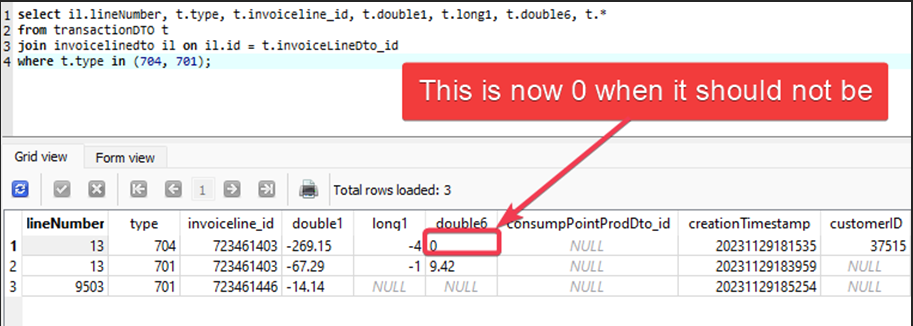 1 select il.lineNumber, t.type, t.invoiceline_id, t.double1, t.long1, t.double6, t.*
2 from transactionDTO t
3 join invoicelinedto il on il.id = t.invoiceLineDto_id
4 where t.type in (704, 701);
This is now 0 when it should not be
Grid view Form view
1 Total rows loaded: 3
lineNumber type invoiceline_id double1 long1 double6 consumpPointProdDto_id creationTimestamp customerID
1 13 704 723461403 -269.15 -4 0 NULL 20231129181535 37515
2 13 701 723461403 -67.29 -1 9.42 NULL 20231129183959 NULL
3 9503 701 723461446 -14.14 NULL NULL NULL 20231129185254 NULL